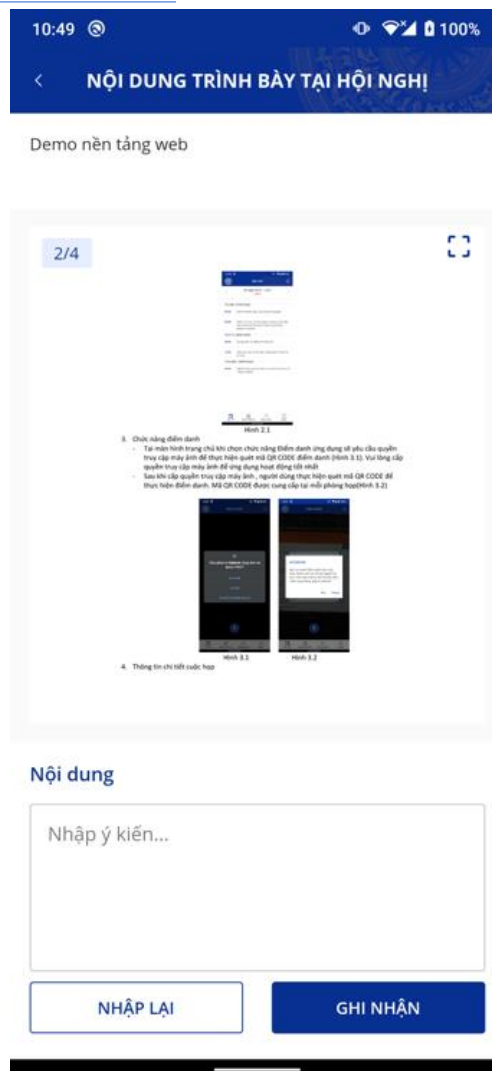 10:49
100%
NỘI DUNG TRÌNH BÀY TẠI HỘI NGHỊ
Demo nền tảng web
2/4
Hình 2.1
3. Chức năng điểm danh
- Tại màn hình trang chủ khi chọn chức năng Điểm danh ứng dụng sẽ yêu cầu quyền
truy cập máy ảnh để thực hiện quét mã QR CODE điểm danh (Hình 3.1). Vui lòng cấp
quyền truy cập máy ảnh để ứng dụng hoạt động tốt nhất
- Sau khi cấp quyền truy cập máy ảnh, người dùng thực hiện quét mã QR CODE để
thực hiện điểm danh. Mã QR CODE được cung cấp tại mỗi phòng họp(Hình 3.2)
Hình 3.1 Hình 3.2
4. Thông tin chi tiết cuộc họp
Nội dung
Nhập ý kiến...
NHẬP LẠI
GHI NHẬN